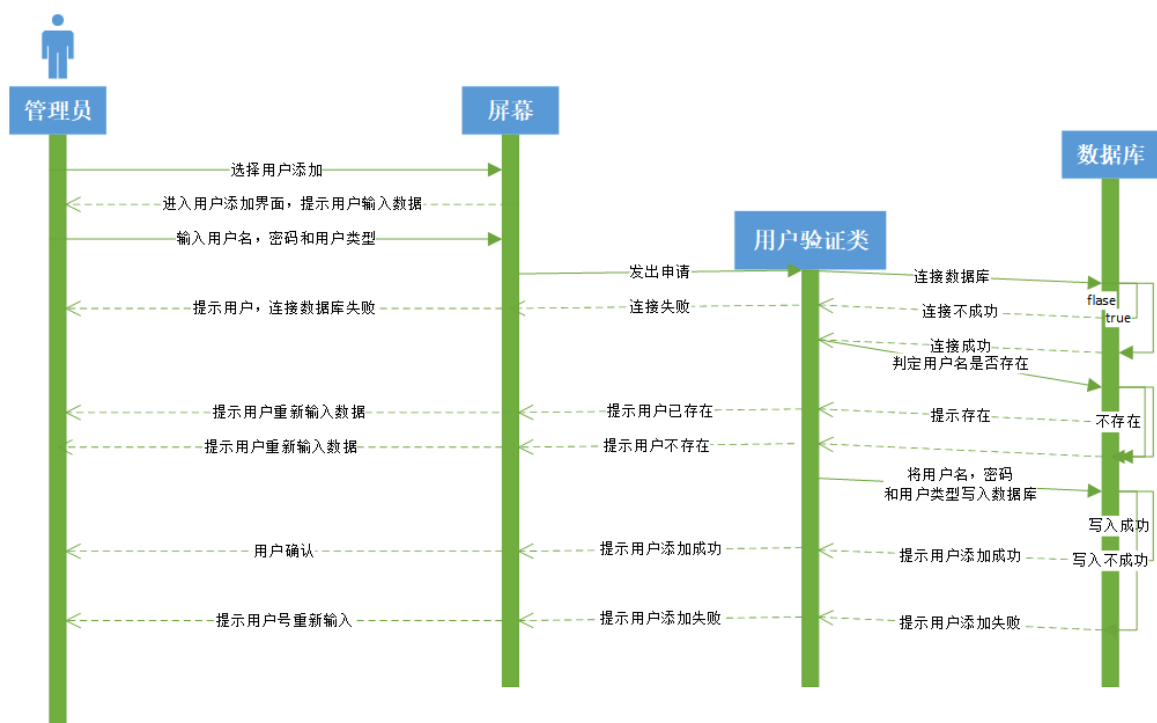 管理员
屏幕
数据库
选择用户添加
进入用户添加界面，提示用户输入数据
输入用户名，密码和用户类型
用户验证类
发出申请
连接数据库
提示用户，连接数据库失败
连接失败
连接不成功
flase
true
连接成功
判定用户名是否存在
提示用户重新输入数据
提示用户已存在
提示存在
不存在
提示用户重新输入数据
提示用户不存在
将用户名，密码
和用户类型写入数据库
写入成功
用户确认
提示用户添加成功
提示用户添加成功
写入不成功
提示用户号重新输入
提示用户添加失败
提示用户添加失败